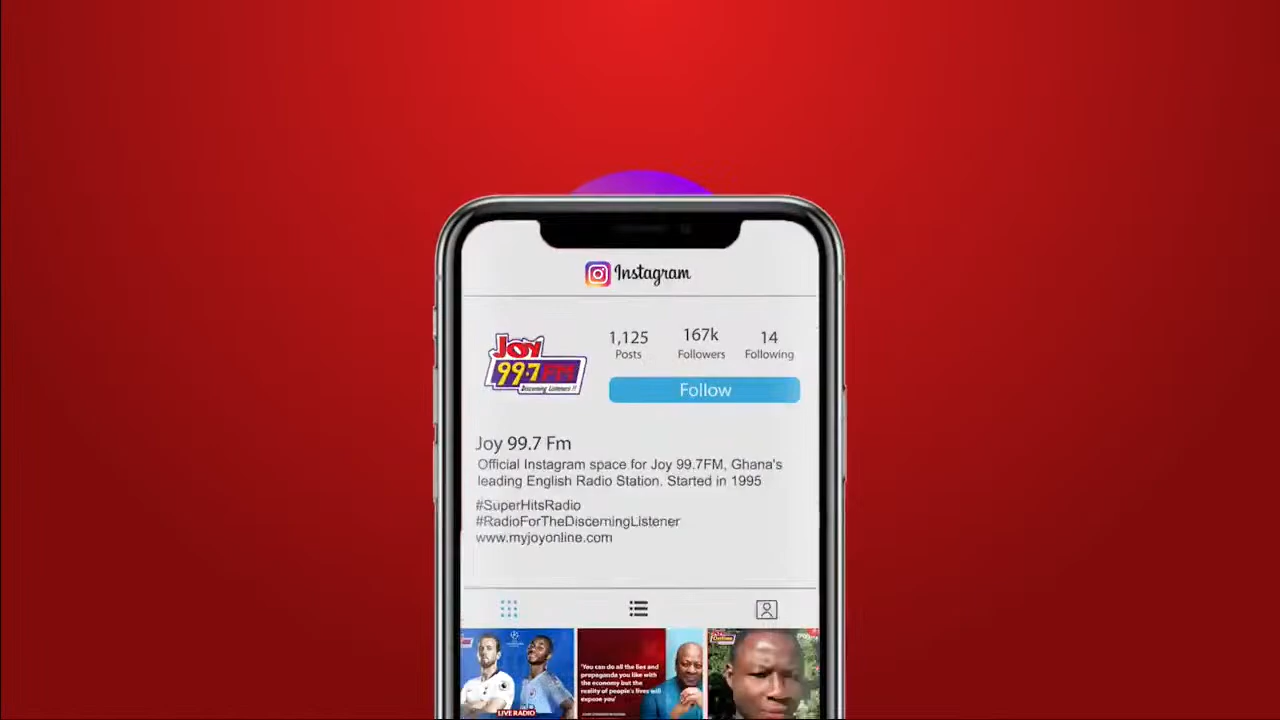 Instagram
JOY
99.7 FM
Discerning Listeners !!
1,125
Posts
167k
Followers
14
Following
Follow
Joy 99.7 Fm
Official Instagram space for Joy 99.7FM, Ghana's
leading English Radio Station. Started in 1995
#SuperHitsRadio
#RadioForTheDiscerningListener
www.myjoyonline.com
'You can do all the lies and
propaganda you like with
the economy but the
reality of people's lives will
expose you'
LIVE RADIO